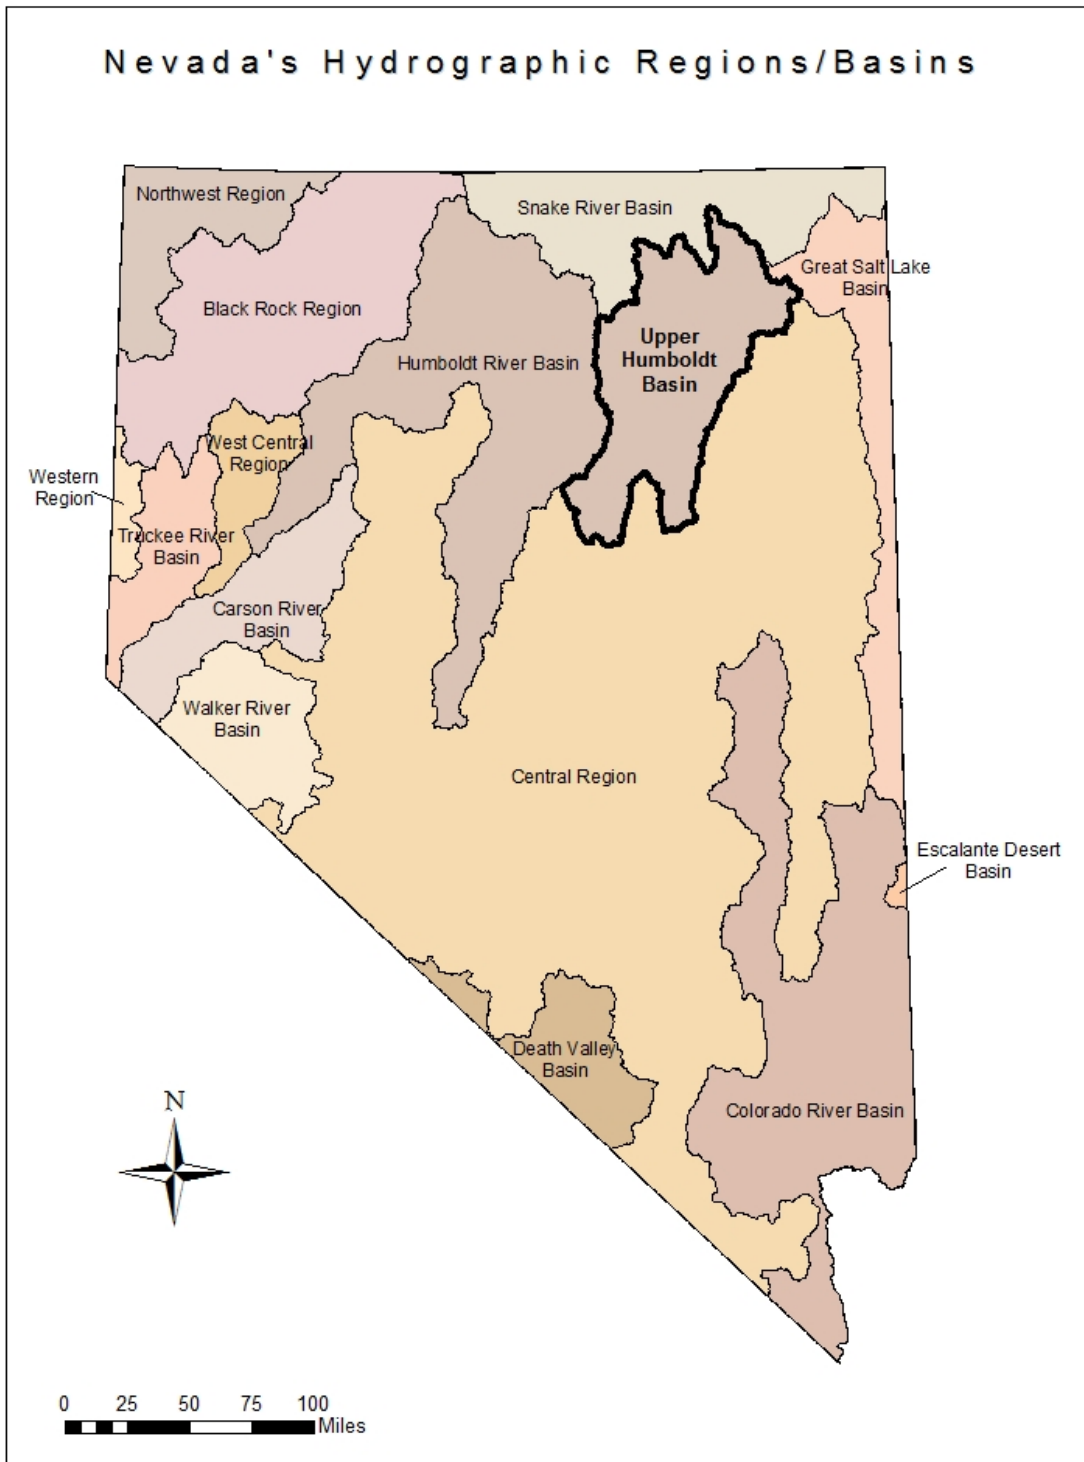 Nevada's Hydrographic Regions/Basins
Northwest Region
Snake River Basin
Great Salt Lake
Basin
Black Rock Region
Upper
Humboldt
Basin
Humboldt River Basin
West Central
Region
Western
Region
Truckee River
Basin
Carson River
Basin
Walker River
Basin
Central Region
Escalante Desert
Basin
Death Valley
Basin
Colorado River Basin
N
0 25 50 75 100
Miles